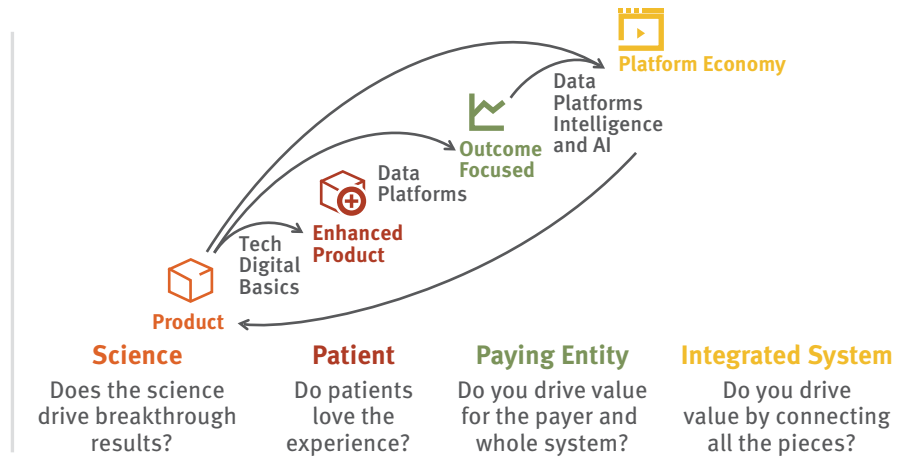 Platform Economy
Data
Platforms
Intelligence
and AI
Outcome
Focused
Data
Platforms
Enhanced
Product
Tech
Digital
Basics
Product
Science
Does the science
drive breakthrough
results?
Patient
Do patients
love the
experience?
Paying Entity
Do you drive value
for the payer and
whole system?
Integrated System
Do you drive
value by connecting
all the pieces?